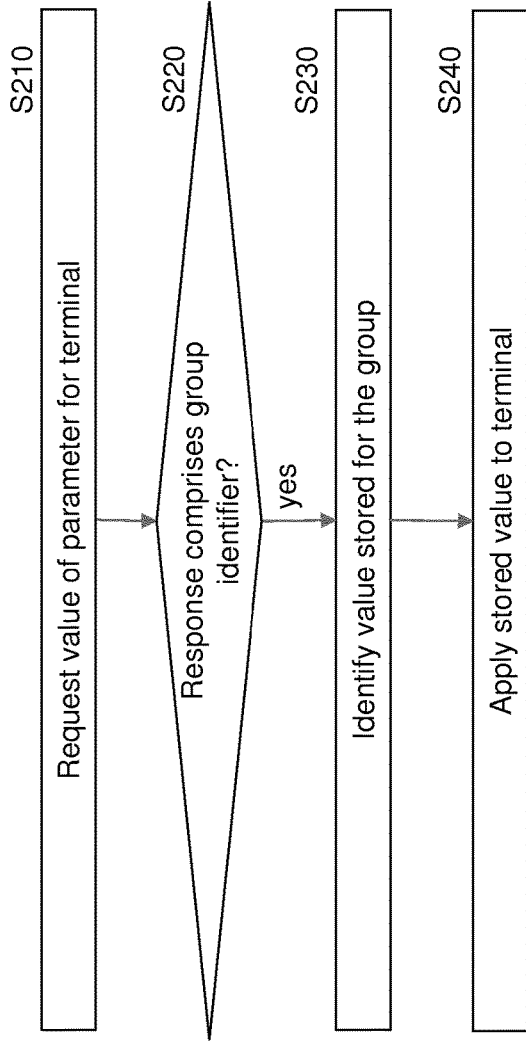 S210
Request value of parameter for terminal
S220
Response comprises group
identifier?
yes
S230
Identify value stored for the group
S240
Apply stored value to terminal